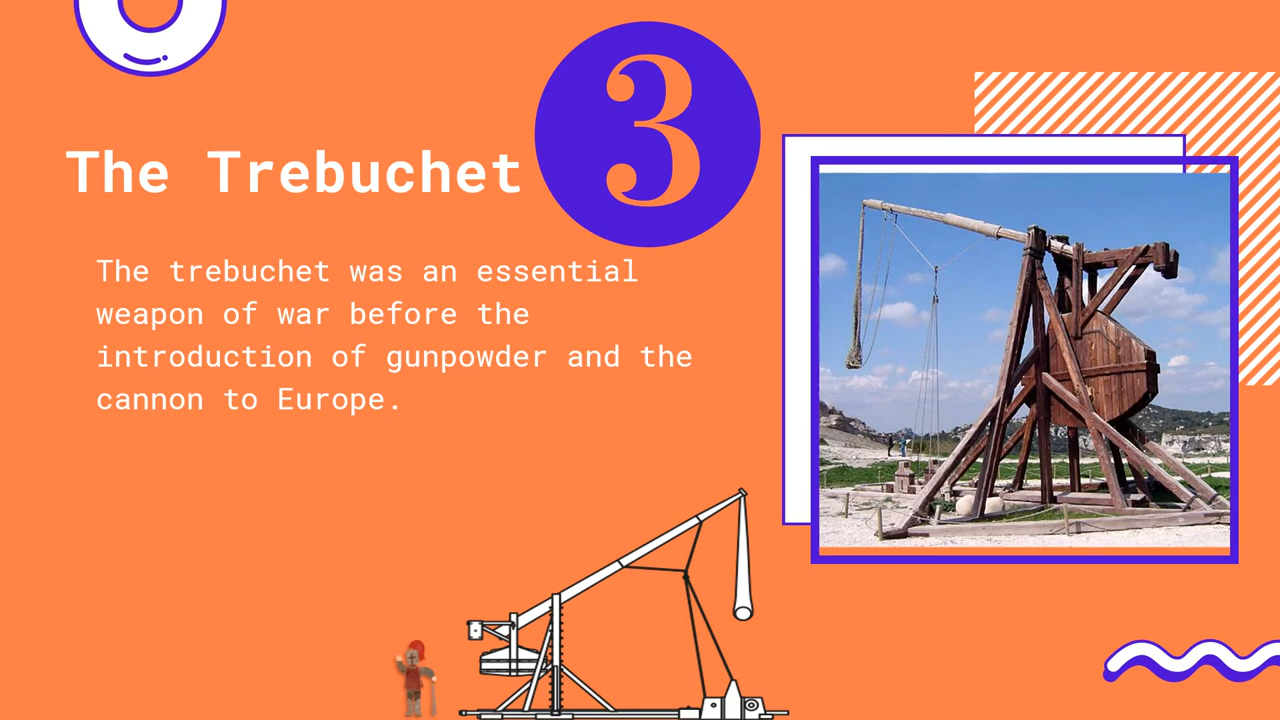 3
The Trebuchet
The trebuchet was an essential
weapon of war before the
introduction of gunpowder and the
cannon to Europe.